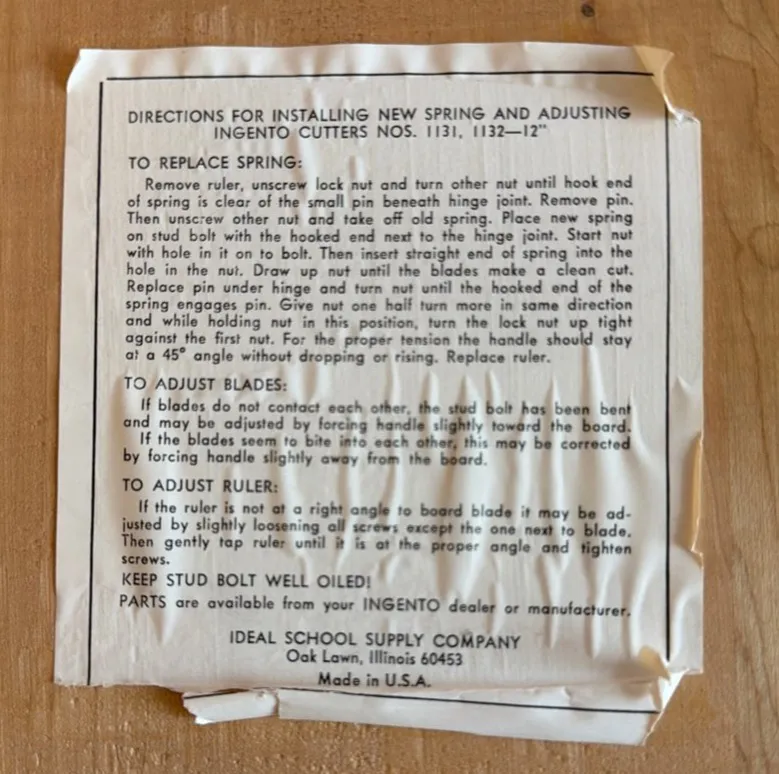 DIRECTIONS FOR INSTALLING NEW SPRING AND ADJUSTING
INGENTO CUTTERS NOS. 1131, 1132—12"
TO REPLACE SPRING:
Remove ruler, unscrew lock nut and turn other nut until hook end
of spring is clear of the small pin beneath hinge joint. Remove pin.
Then unscrew other nut and take off old spring. Place new spring
on stud bolt with the hooked end next to the hinge joint. Start nut
with hole in it on to bolt. Then insert straight end of spring into the
hole in the nut. Draw up nut until the blades make a clean cut.
Replace pin under hinge and turn nut until the hooked end of the
spring engages pin. Give nut one half turn more in same direction
and while holding nut in this position, turn the lock nut up tight
against the first nut. For the proper tension the handle should stay
at a 45° angle without dropping or rising. Replace ruler.
TO ADJUST BLADES:
If blades do not contact each other, the stud bolt has been bent
and may be adjusted by forcing handle slightly toward the board.
If the blades seem to bite into each other, this may be corrected
by forcing handle slightly away from the board.
TO ADJUST RULER:
If the ruler is not at a right angle to board blade it may be ad-
justed by slightly loosening all screws except the one next to blade.
Then gently tap ruler until it is at the proper angle and tighten
screws.
KEEP STUD BOLT WELL OILED!
PARTS are available from your INGENTO dealer or manufacturer.
IDEAL SCHOOL SUPPLY COMPANY
Oak Lawn, Illinois 60453
Made in U.S.A.